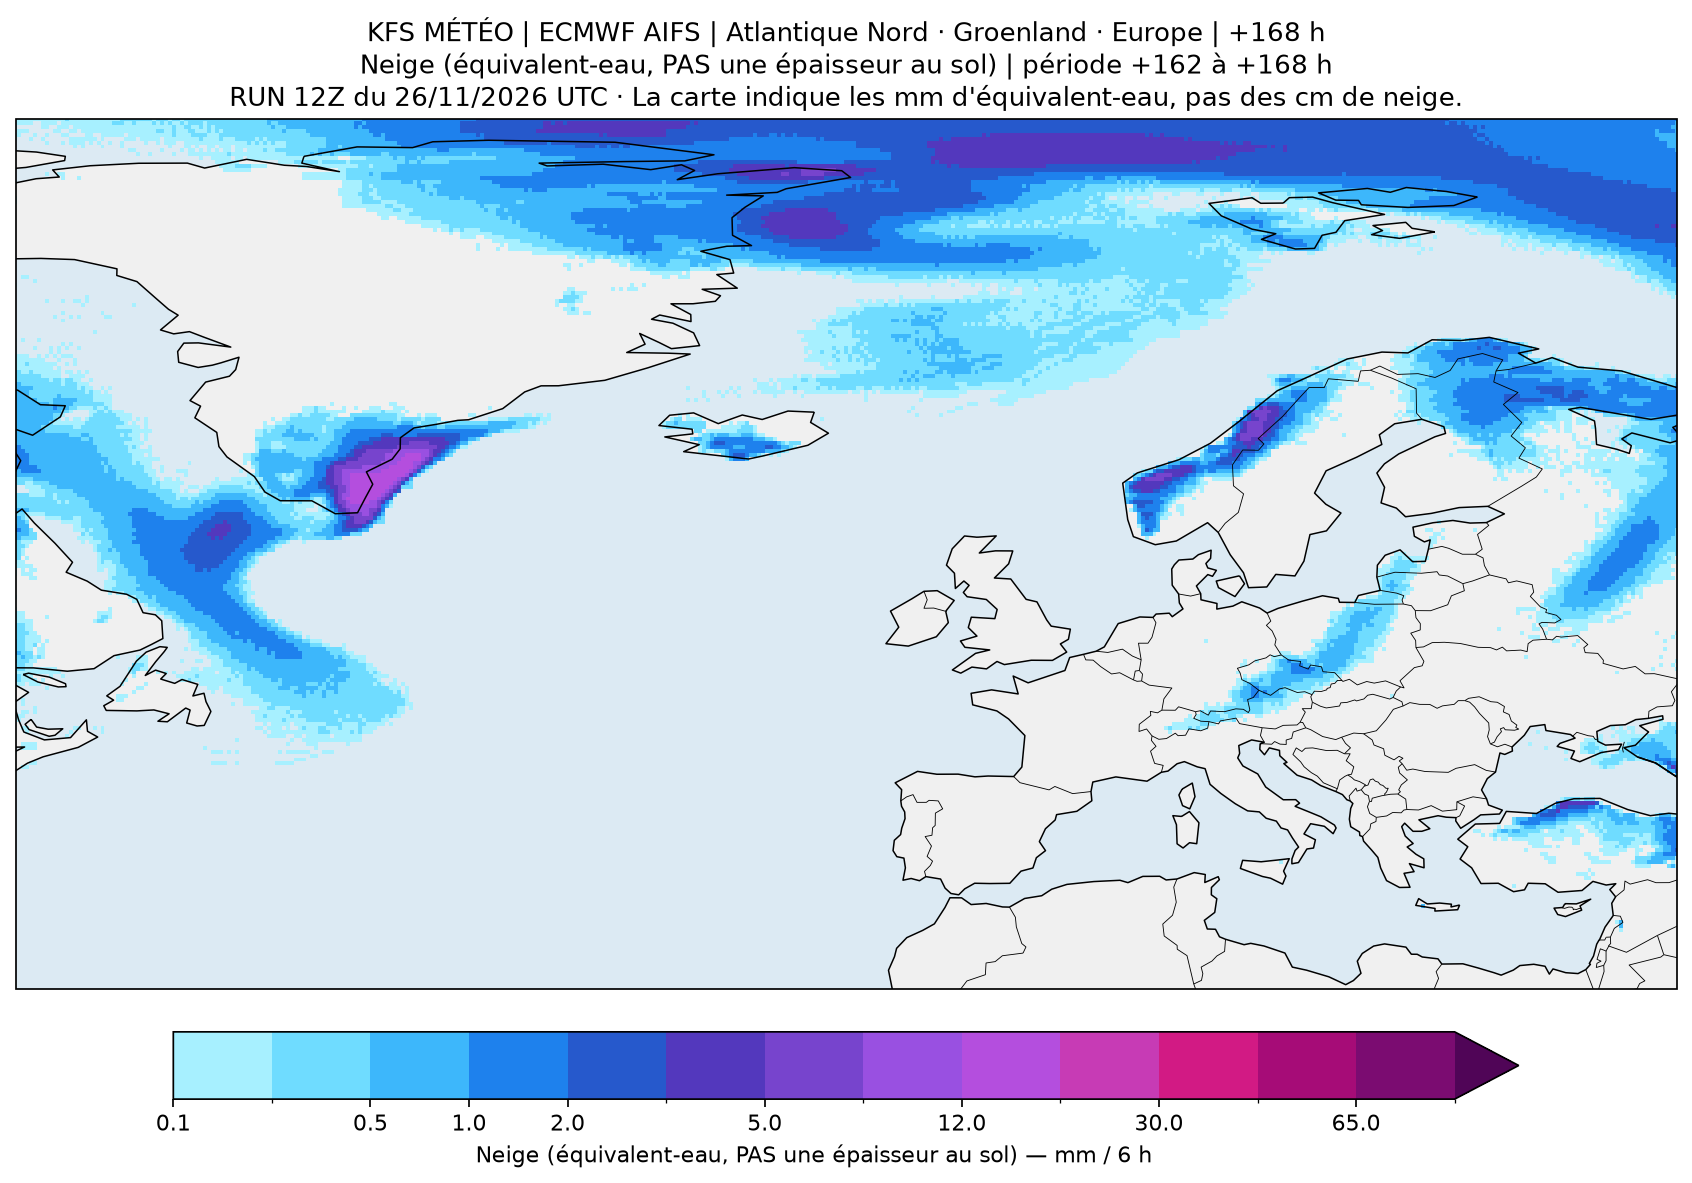 KFS MÉTÉO | ECMWF AIFS | Atlantique Nord · Groenland · Europe | +168 h
Neige (équivalent-eau, PAS une épaisseur au sol) | période +162 à +168 h
RUN 12Z du 26/11/2026 UTC · La carte indique les mm d'équivalent-eau, pas des cm de neige.
0.1 0.5 1.0 2.0 5.0 12.0 30.0 65.0
Neige (équivalent-eau, PAS une épaisseur au sol) — mm / 6 h